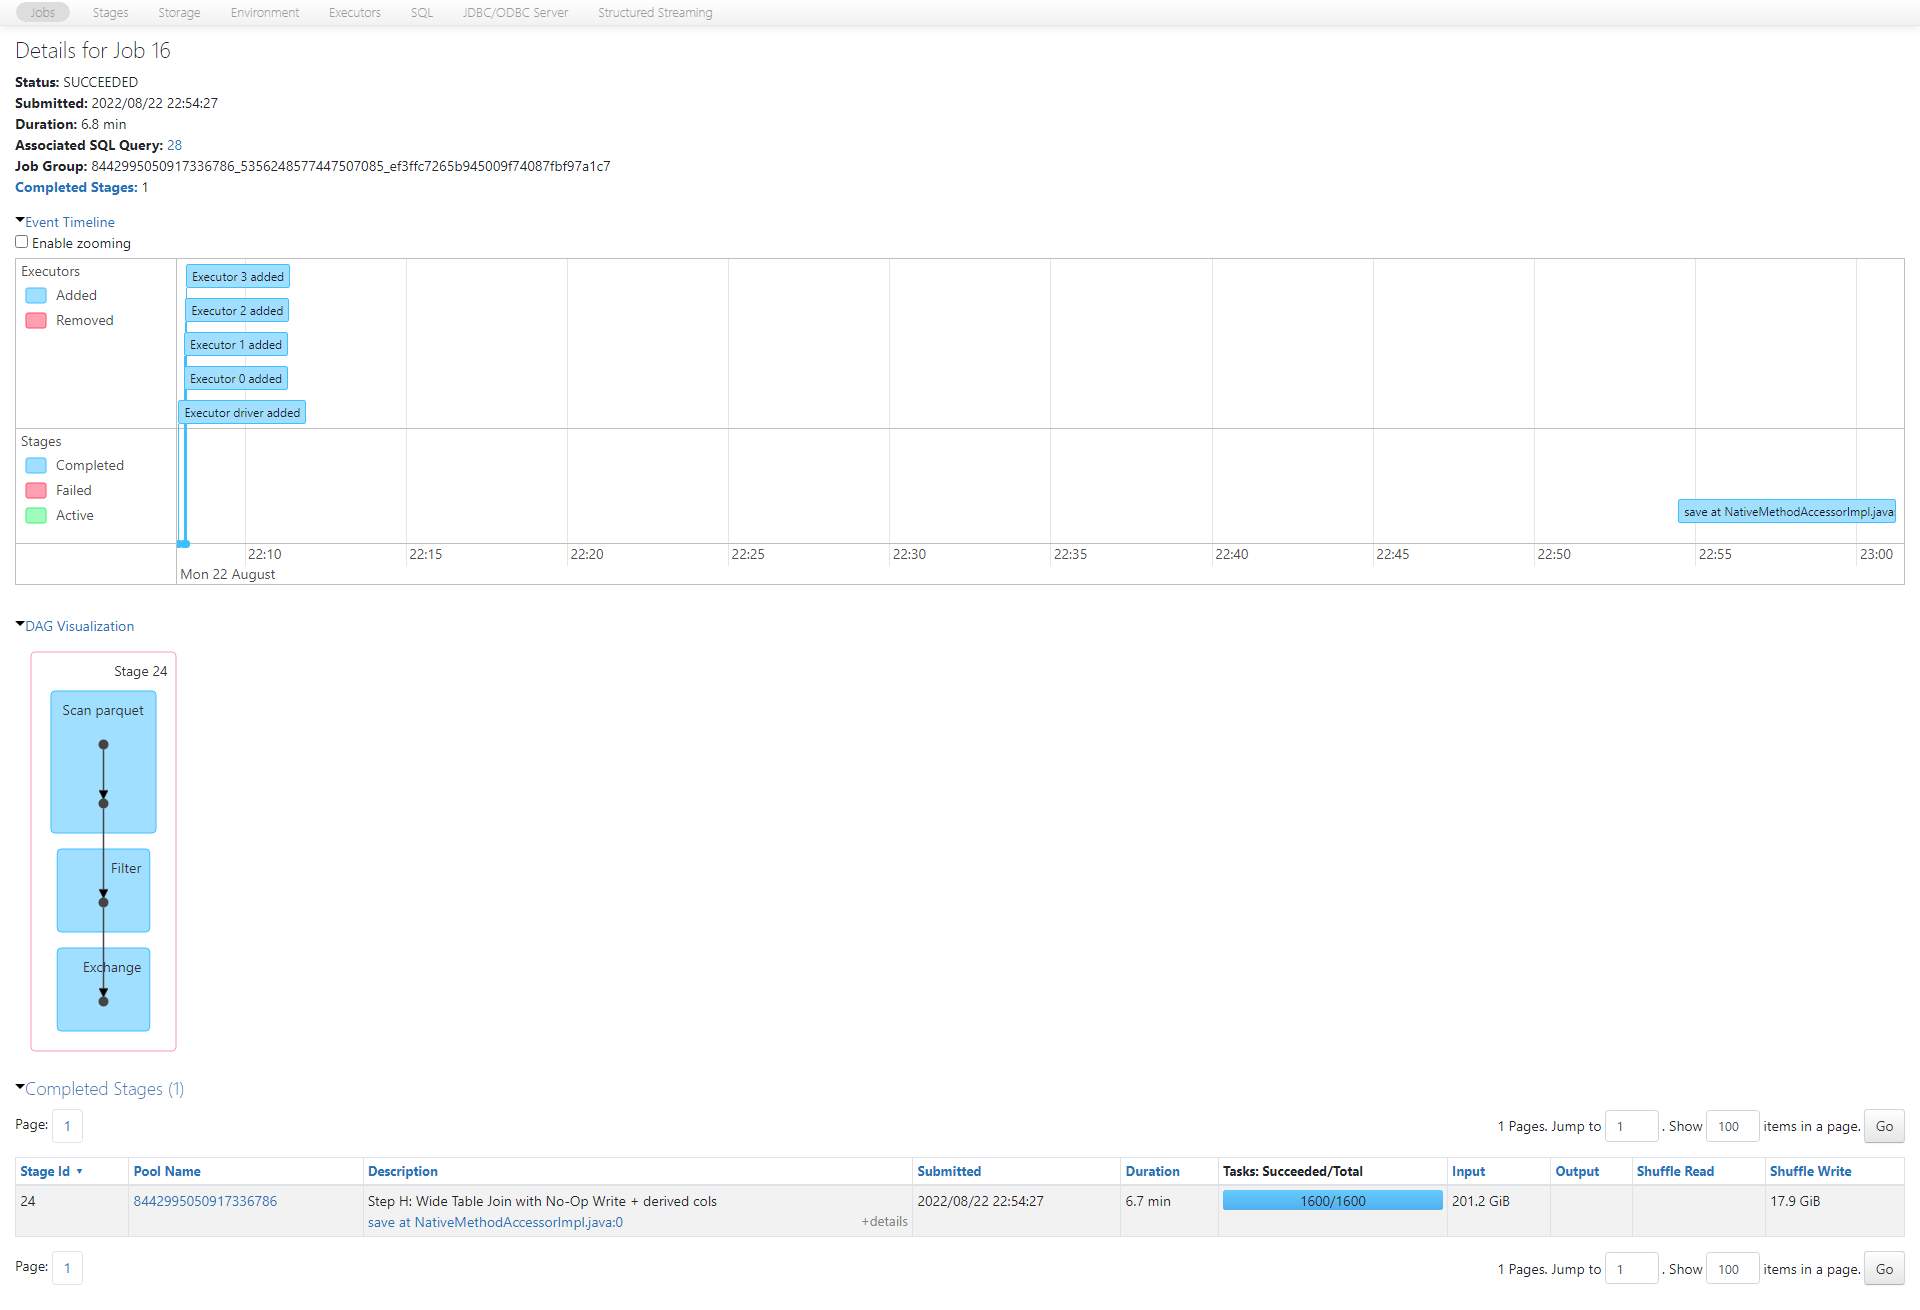 Jobs Stages Storage Environment Executors SQL JDBC/ODBC Server Structured Streaming
Details for Job 16
Status: SUCCEEDED
Submitted: 2022/08/22 22:54:27
Duration: 6.8 min
Associated SQL Query: 28
Job Group: 8442995050917336786_5356248577447507085_ef3ffc7265b945009f74087fbf97a1c7
Completed Stages: 1
Event Timeline
Enable zooming
Executors
Added
Removed
Executor 3 added
Executor 2 added
Executor 1 added
Executor 0 added
Executor driver added
Stages
Completed
Failed
Active
save at NativeMethodAccessorImpl.java:
22:10 22:15 22:20 22:25 22:30 22:35 22:40 22:45 22:50 22:55 23:00
Mon 22 August
DAG Visualization
Stage 24
Scan parquet
Filter
Exchange
Completed Stages (1)
Page: 1 1 Pages. Jump to 1 . Show 100 items in a page. Go
Stage Id ▾ Pool Name Description Submitted Duration Tasks: Succeeded/Total Input Output Shuffle Read Shuffle Write
24 8442995050917336786 Step H: Wide Table Join with No-Op Write + derived cols 2022/08/22 22:54:27 6.7 min 1600/1600 201.2 GiB 17.9 GiB
save at NativeMethodAccessorImpl.java:0 +details
Page: 1 1 Pages. Jump to 1 . Show 100 items in a page. Go